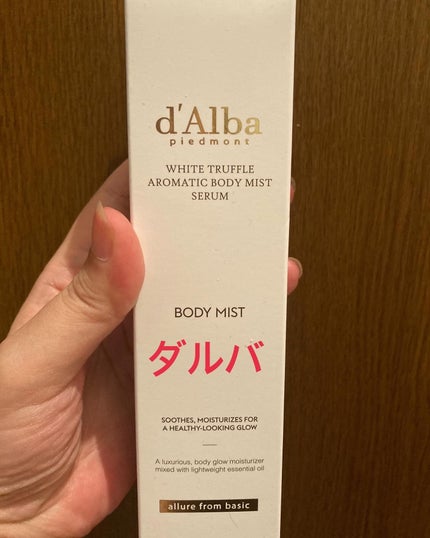 d'Alba
piedmont
WHITE TRUFFLE
AROMATIC BODY MIST
SERUM
BODY MIST
ダルバ
SOOTHES, MOISTURIZES FOR
A HEALTHY-LOOKING GLOW
A luxurious, body glow moisturizer
mixed with lightweight essential oil
allure from basic